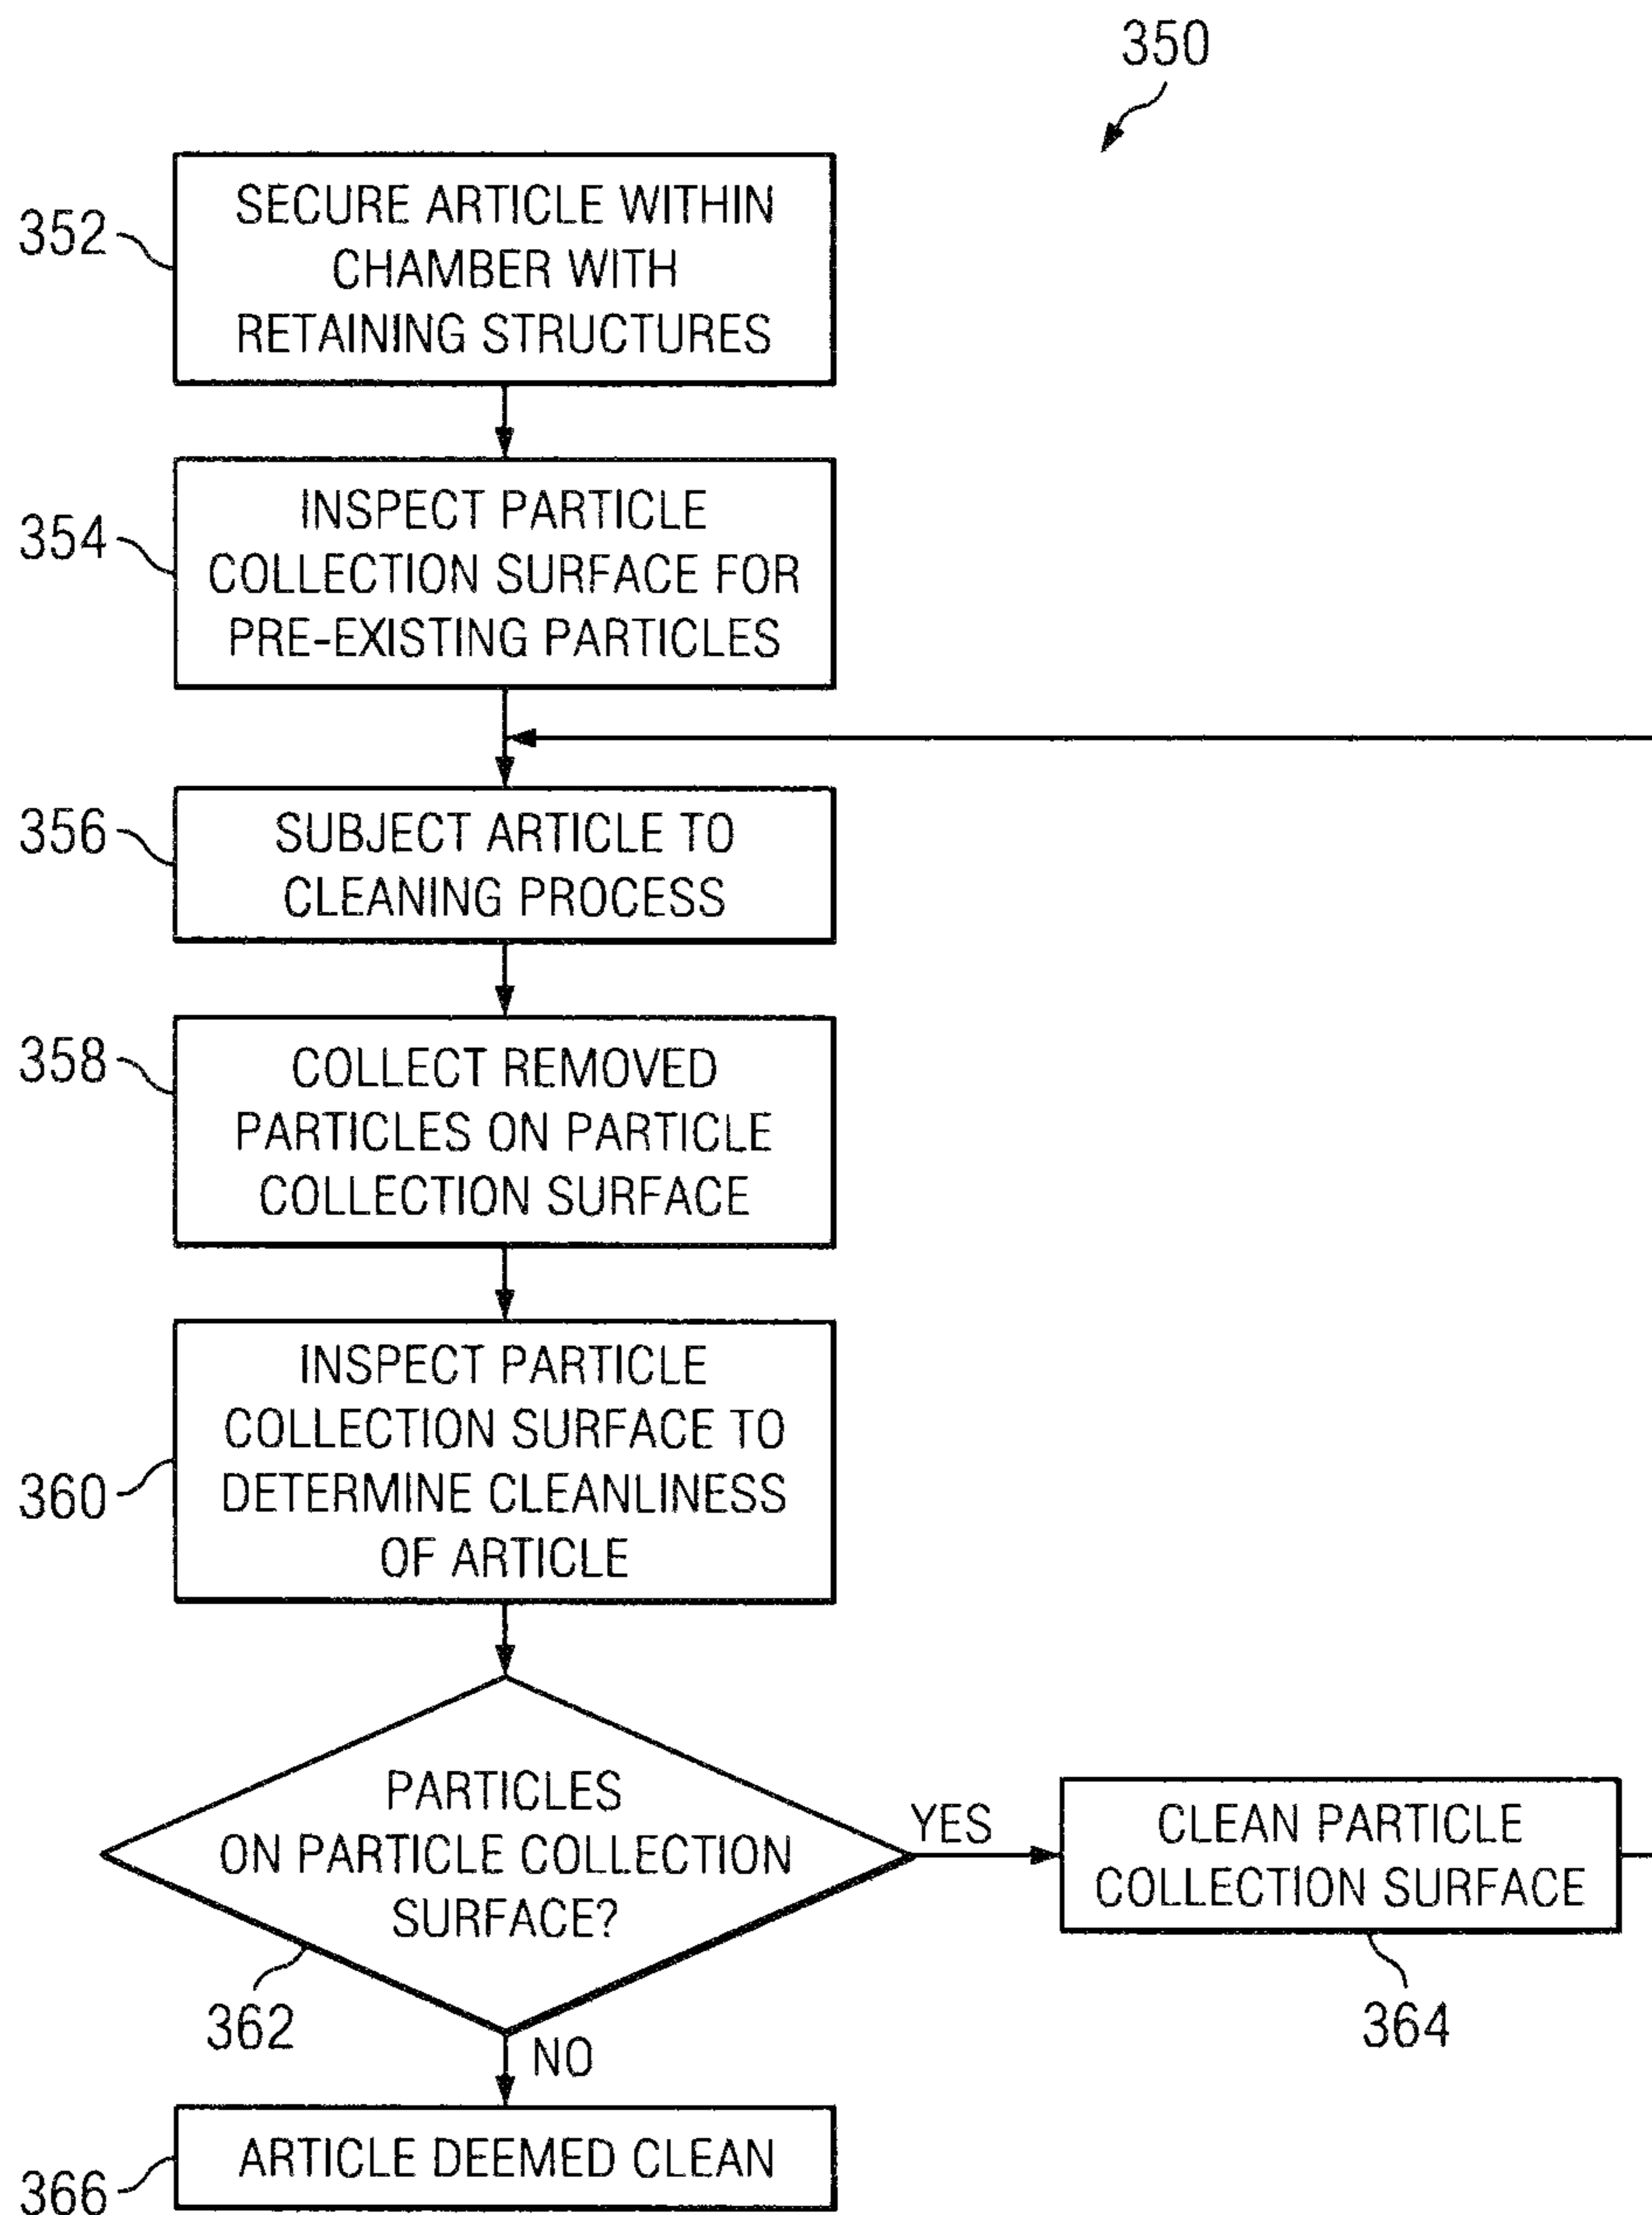 350
352
SECURE ARTICLE WITHIN
CHAMBER WITH
RETAINING STRUCTURES
354
INSPECT PARTICLE
COLLECTION SURFACE FOR
PRE-EXISTING PARTICLES
356
SUBJECT ARTICLE TO
CLEANING PROCESS
358
COLLECT REMOVED
PARTICLES ON PARTICLE
COLLECTION SURFACE
360
INSPECT PARTICLE
COLLECTION SURFACE TO
DETERMINE CLEANLINESS
OF ARTICLE
362
PARTICLES
ON PARTICLE COLLECTION
SURFACE?
YES
CLEAN PARTICLE
COLLECTION SURFACE
364
NO
366
ARTICLE DEEMED CLEAN